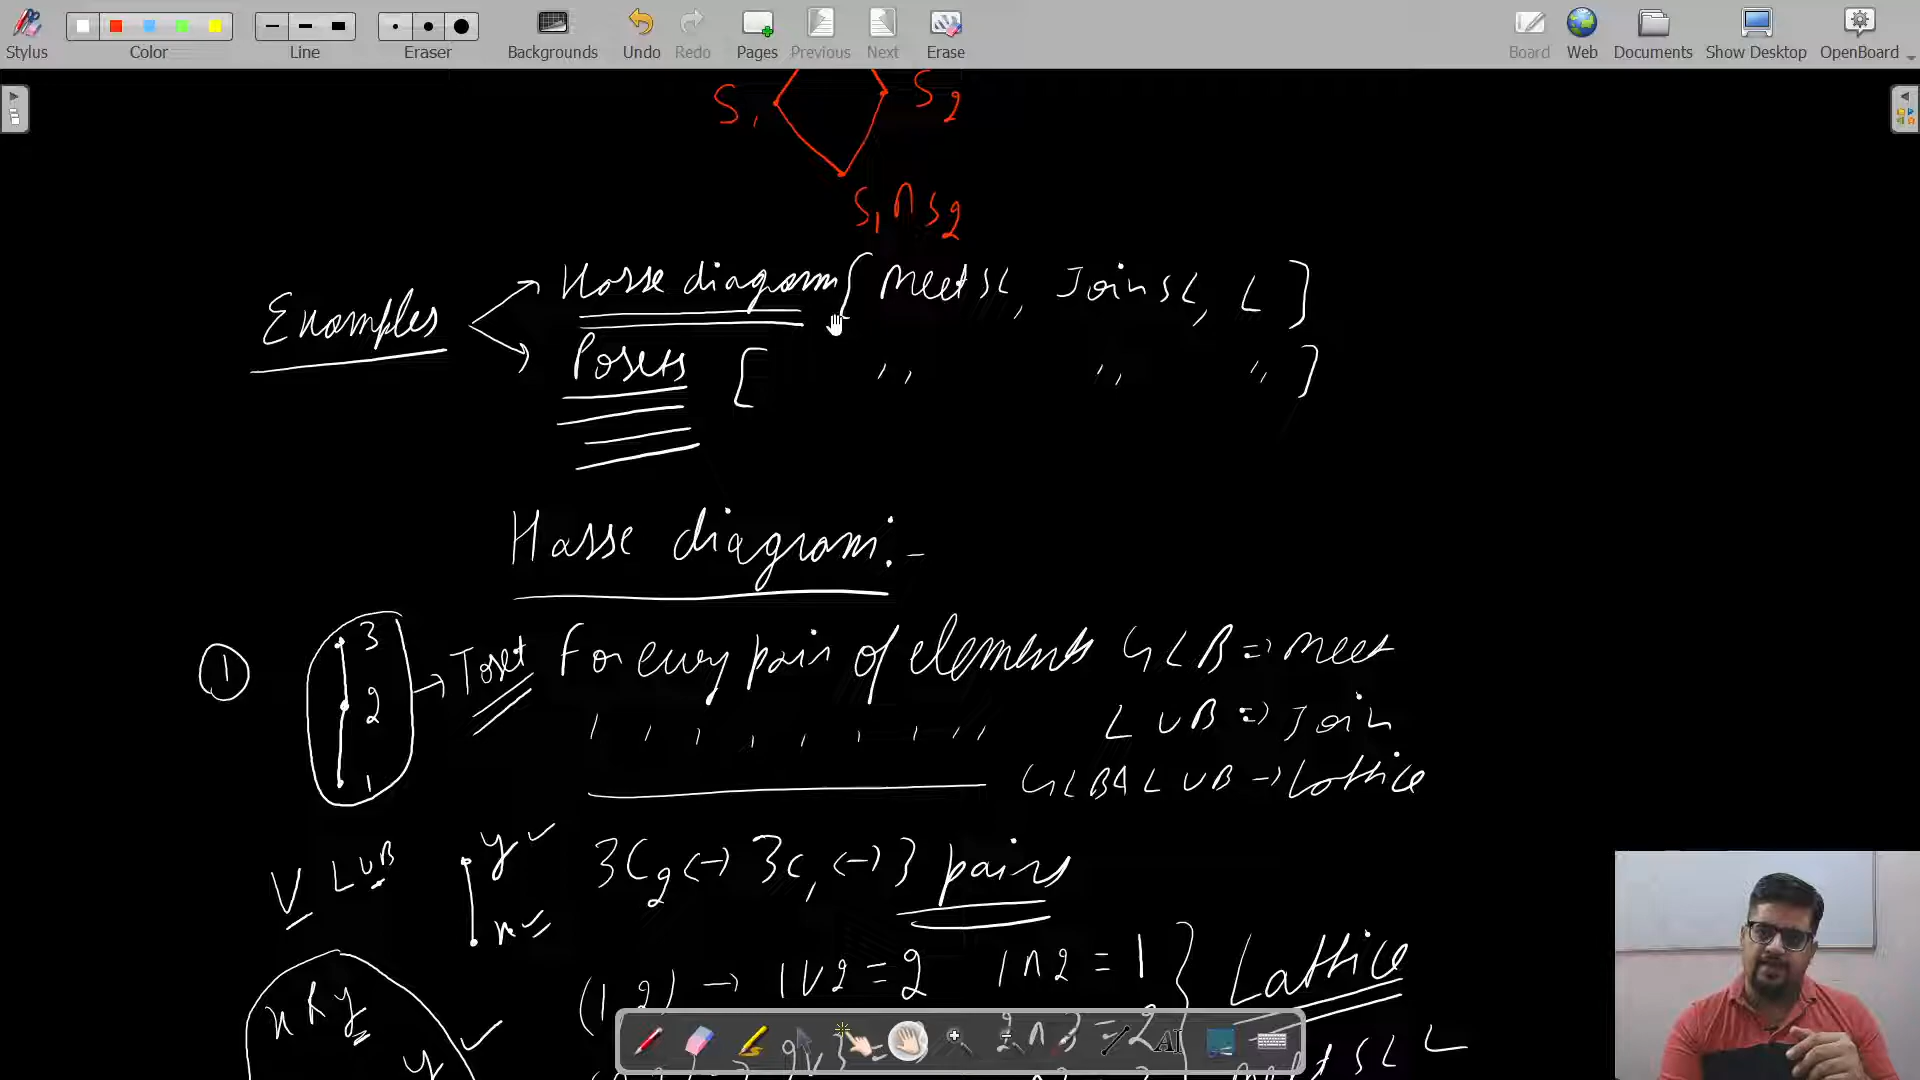 Stylus Color Line Eraser Backgrounds Undo Redo Pages Previous Next Erase Board Web Documents Show Desktop OpenBoard
S1 S2
S1 ∩ S2
Examples
Hasse diagram [ Meet SL, Join SL, L ]
Posets [ ,, ,, ,, ]
Hasse diagram :-
① 3 2 1 → Toset For every pair of elements GLB => Meet
, , , , , , , ,, LUB => Join
GLB & LUB -> Lattice
V LUB y ✓ x ✓
3C2 <-> 3C1 <-> 3 pairs
(1, 2) -> 1 V 2 = 2 1 ∩ 2 = 1 } Lattice
x R y y ✓
2 ∩ 3 = 2